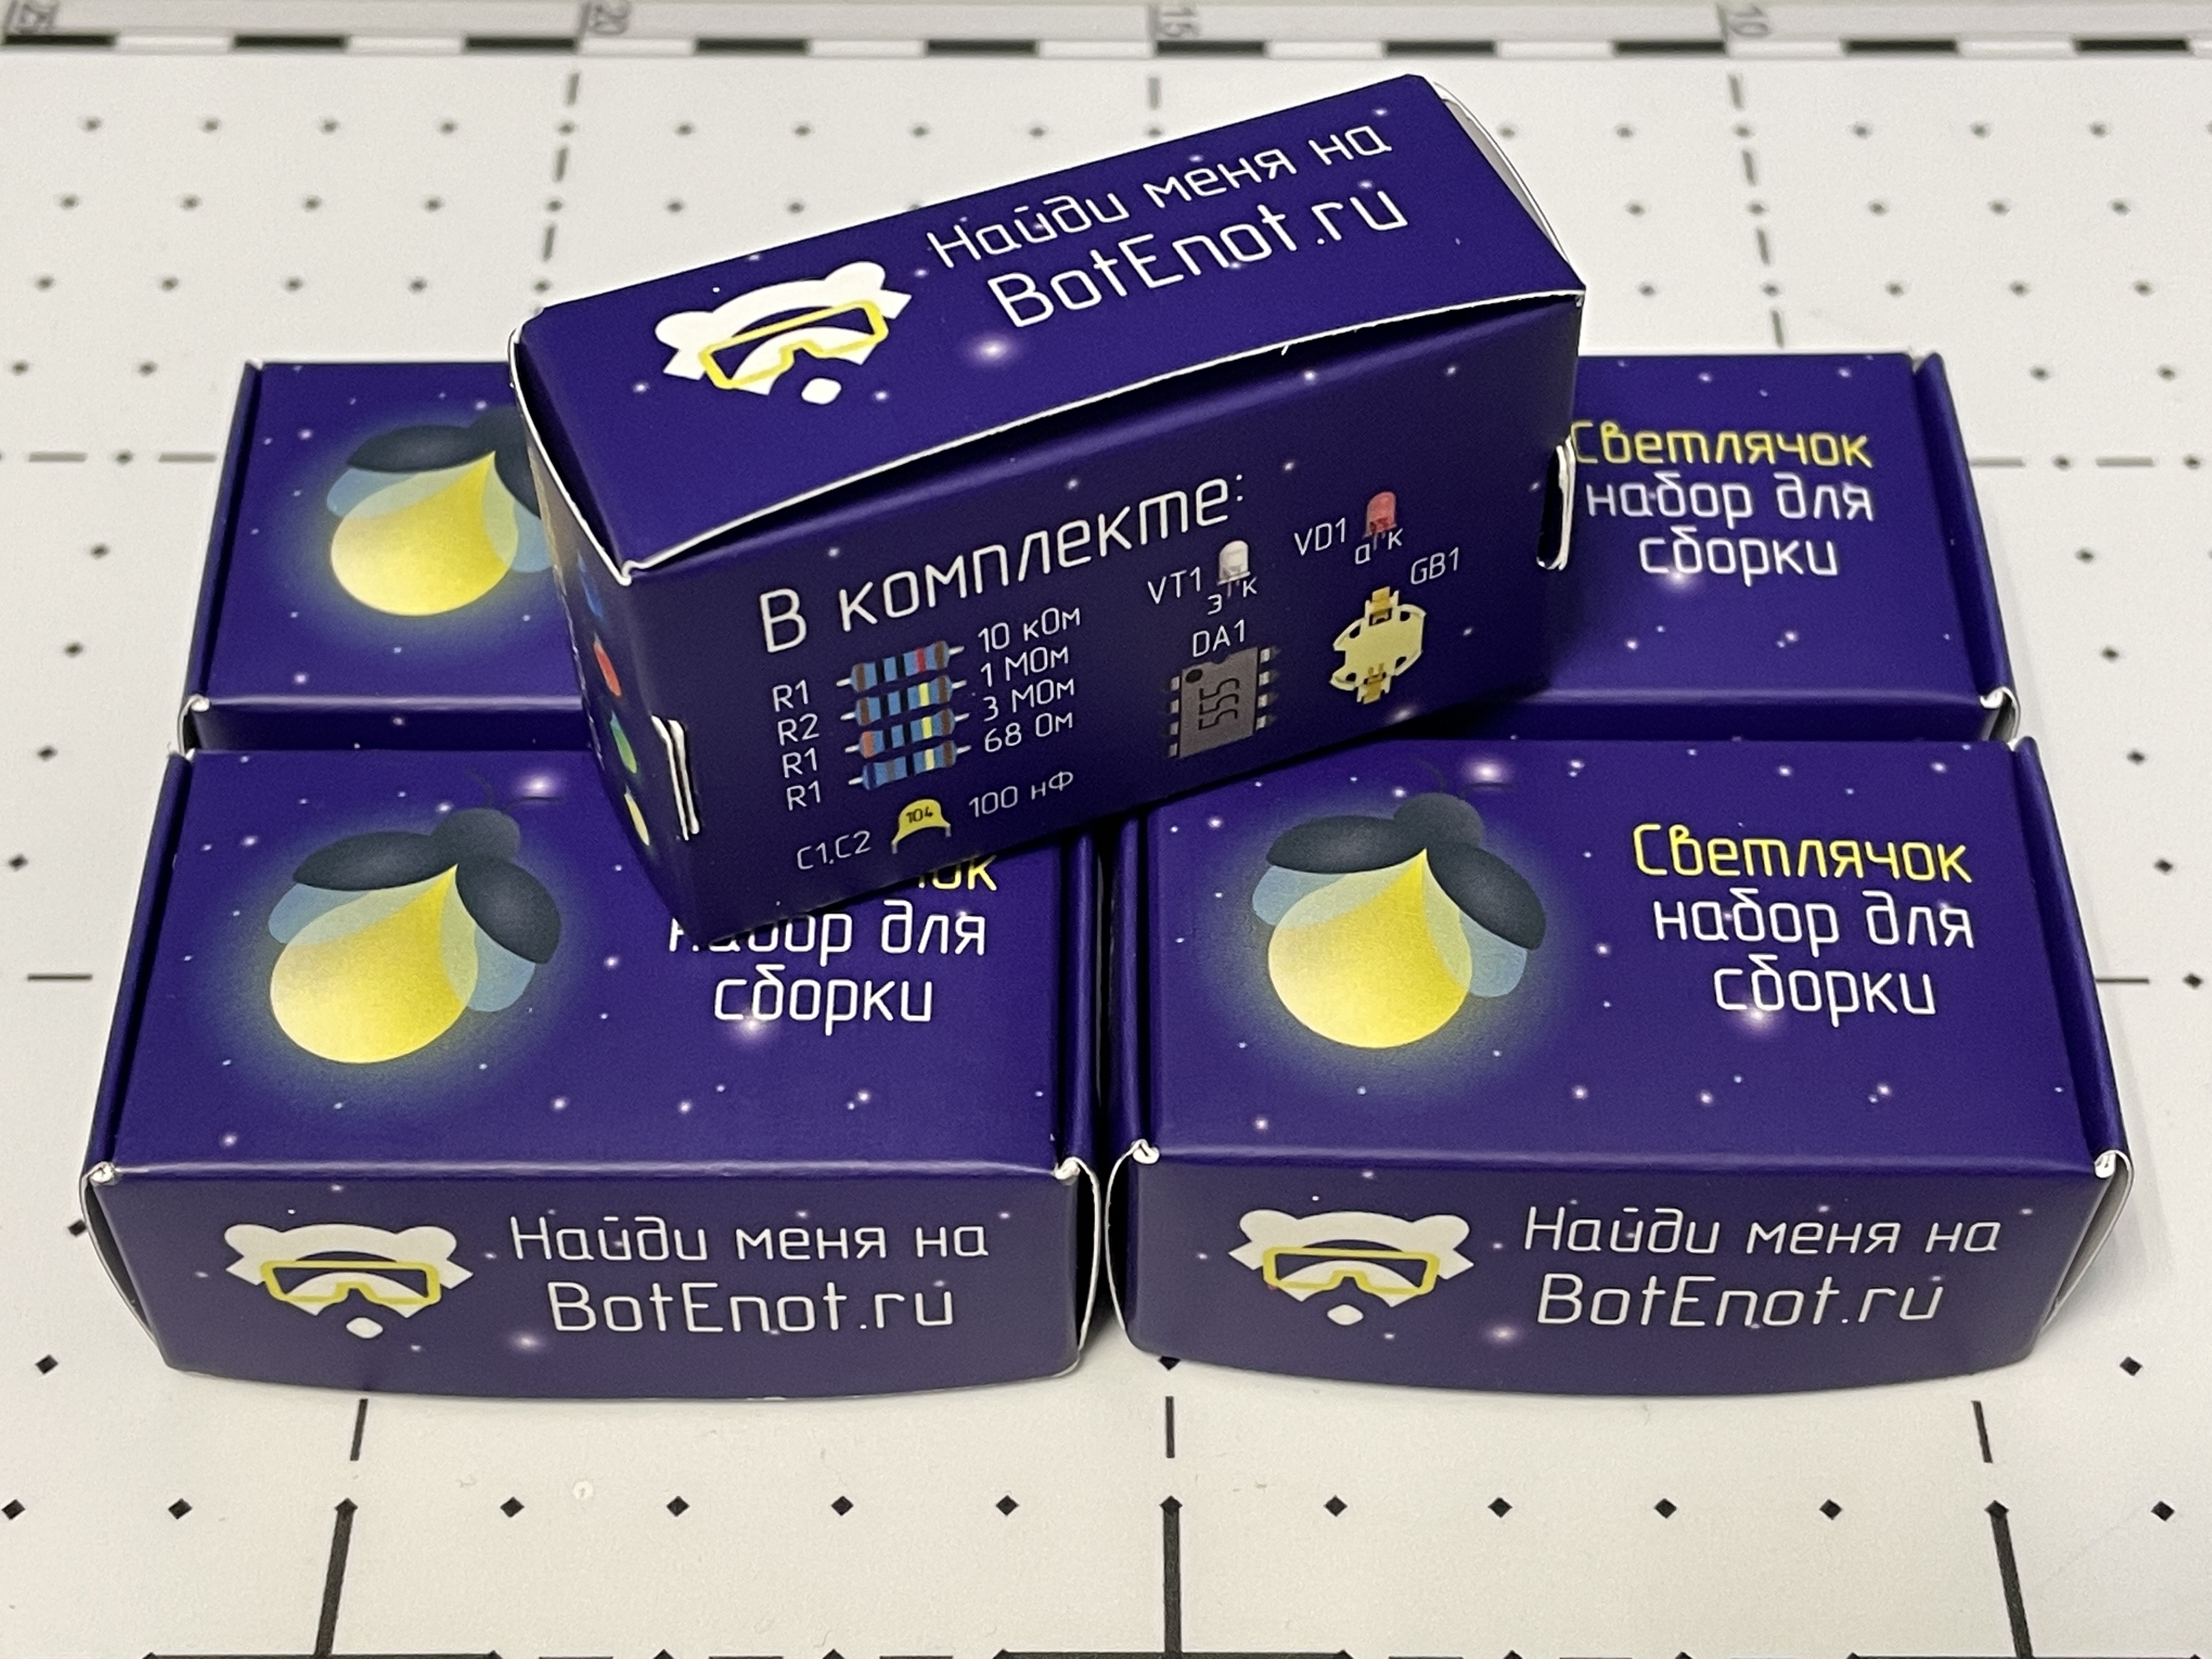 25
20
15
10
Найди меня на
BotEnot.ru
В комплекте:
R1 10 кОм
R2 1 МОм
R1 3 МОм
R1 68 Ом
C1,C2 104 100 нФ
VT1
э К
VD1
а К
DA1
555
GB1
Светлячок
набор для
сборки
набор для
сборки
Найди меня на
BotEnot.ru
Светлячок
набор для
сборки
Найди меня на
BotEnot.ru